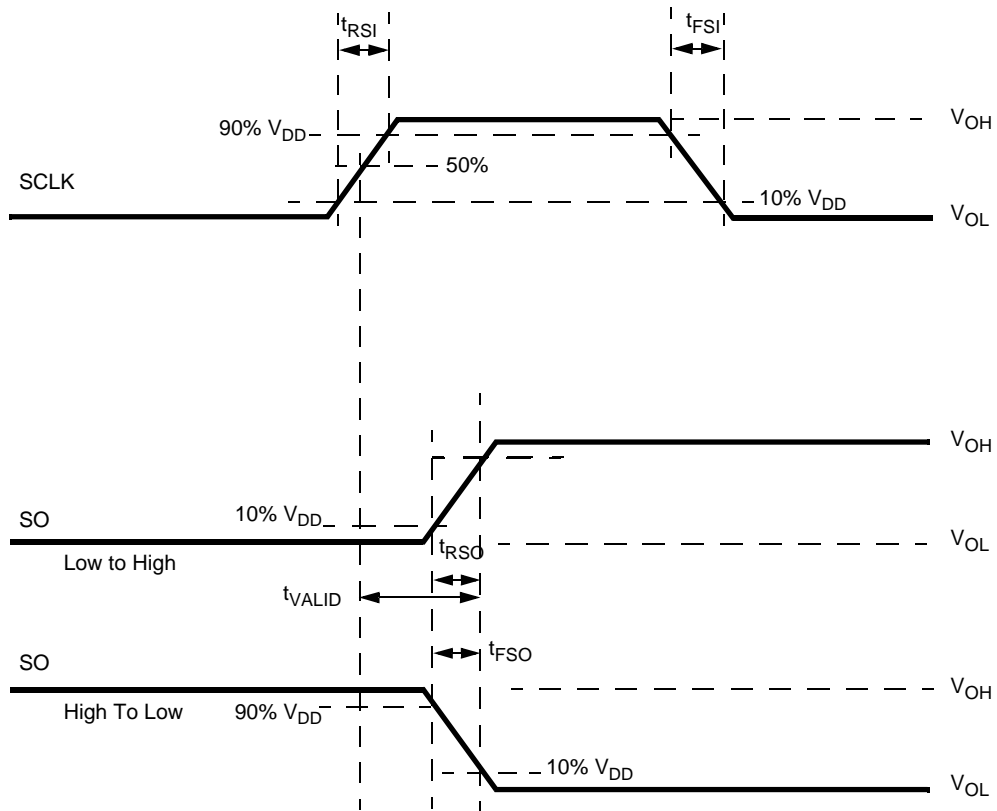 tRSI
tFSI
90% VDD
VOH
50%
SCLK
10% VDD
VOL
VOH
10% VDD
SO
Low to High
tRSO
VOL
tVALID
SO
tFSO
VOH
High To Low
90% VDD
10% VDD
VOL